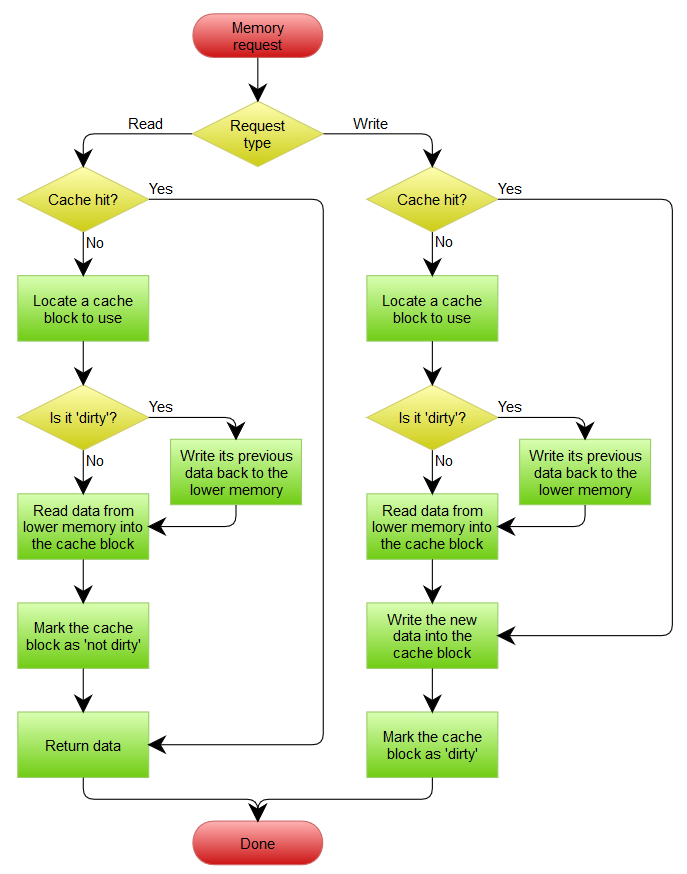 Memory
request
Request
type
Read
Write
Cache hit?
Yes
No
Locate a cache
block to use
Is it 'dirty'?
Yes
No
Write its previous
data back to the
lower memory
Read data from
lower memory into
the cache block
Mark the cache
block as 'not dirty'
Return data
Cache hit?
Yes
No
Locate a cache
block to use
Is it 'dirty'?
Yes
No
Write its previous
data back to the
lower memory
Read data from
lower memory into
the cache block
Write the new
data into the
cache block
Mark the cache
block as 'dirty'
Done